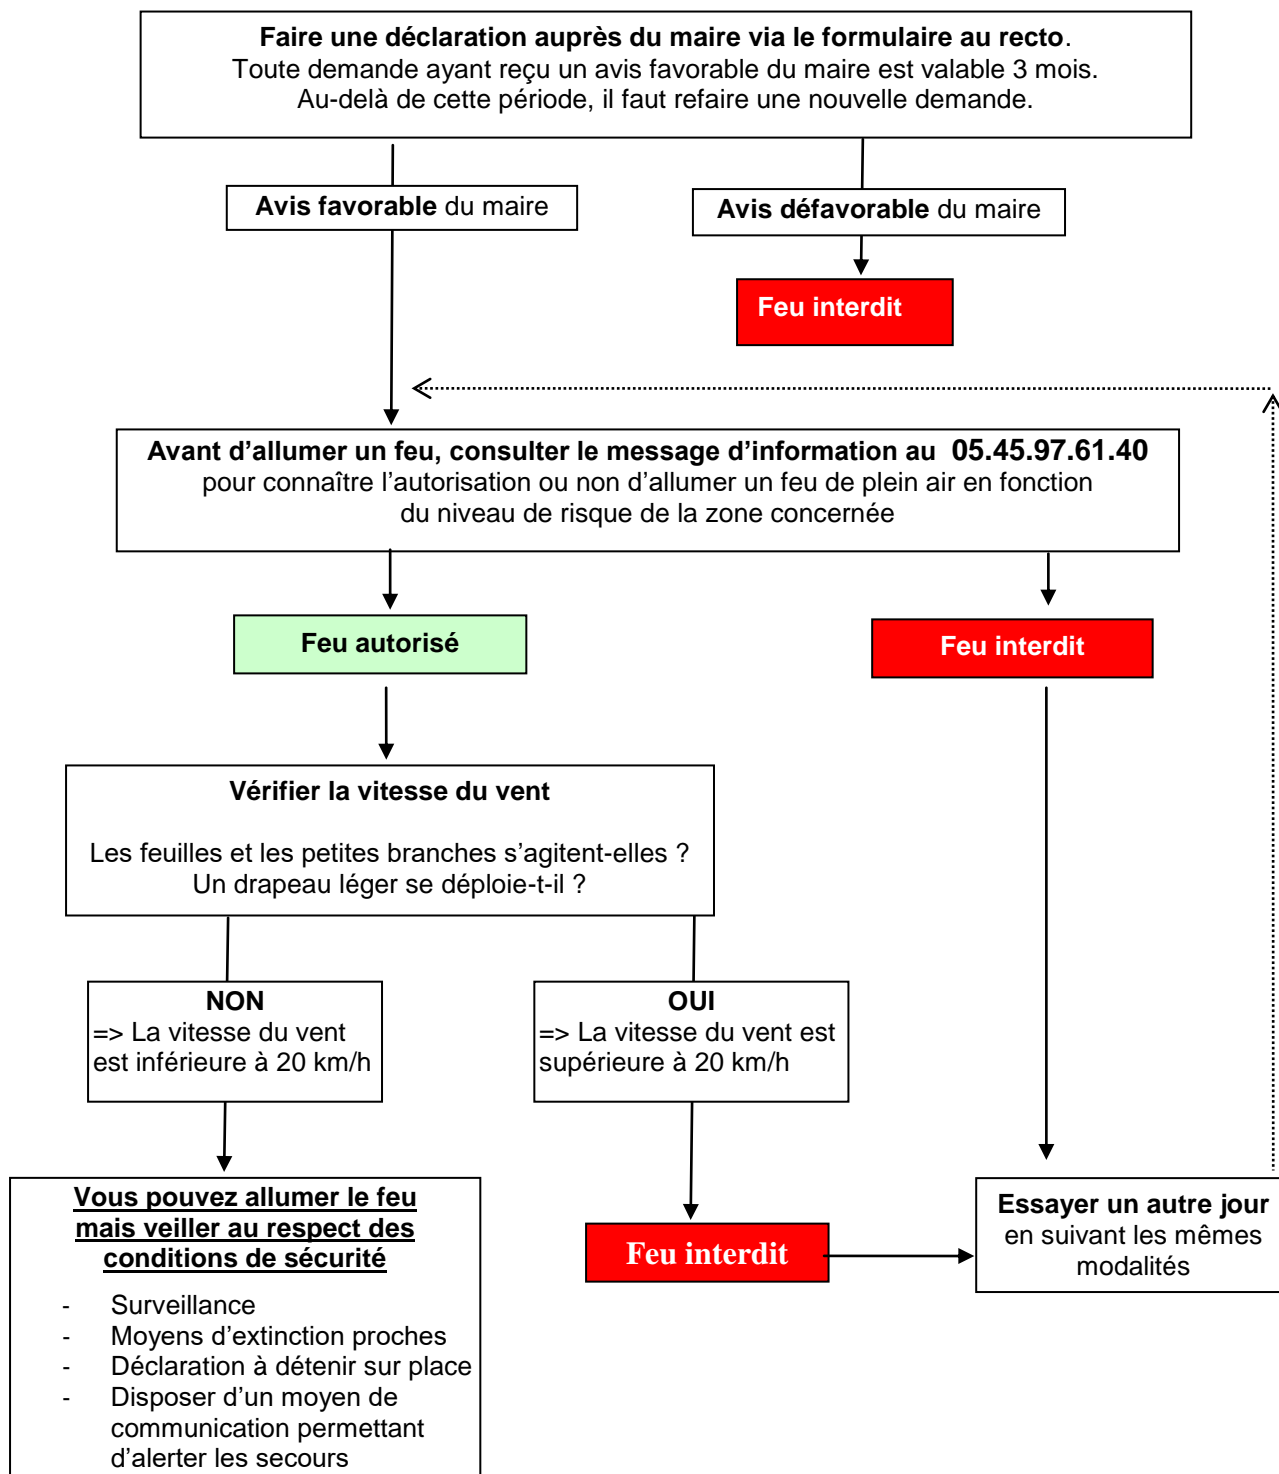 Faire une déclaration auprès du maire via le formulaire au recto.
Toute demande ayant reçu un avis favorable du maire est valable 3 mois.
Au-delà de cette période, il faut refaire une nouvelle demande.
Avis favorable du maire
Avis défavorable du maire
Feu interdit
Avant d’allumer un feu, consulter le message d’information au 05.45.97.61.40
pour connaître l’autorisation ou non d’allumer un feu de plein air en fonction
du niveau de risque de la zone concernée
Feu autorisé
Feu interdit
Vérifier la vitesse du vent
Les feuilles et les petites branches s’agitent-elles ?
Un drapeau léger se déploie-t-il ?
NON
=> La vitesse du vent
est inférieure à 20 km/h
OUI
=> La vitesse du vent est
supérieure à 20 km/h
Vous pouvez allumer le feu
mais veiller au respect des
conditions de sécurité
- Surveillance
- Moyens d’extinction proches
- Déclaration à détenir sur place
- Disposer d’un moyen de
communication permettant
d’alerter les secours
Feu interdit
Essayer un autre jour
en suivant les mêmes
modalités